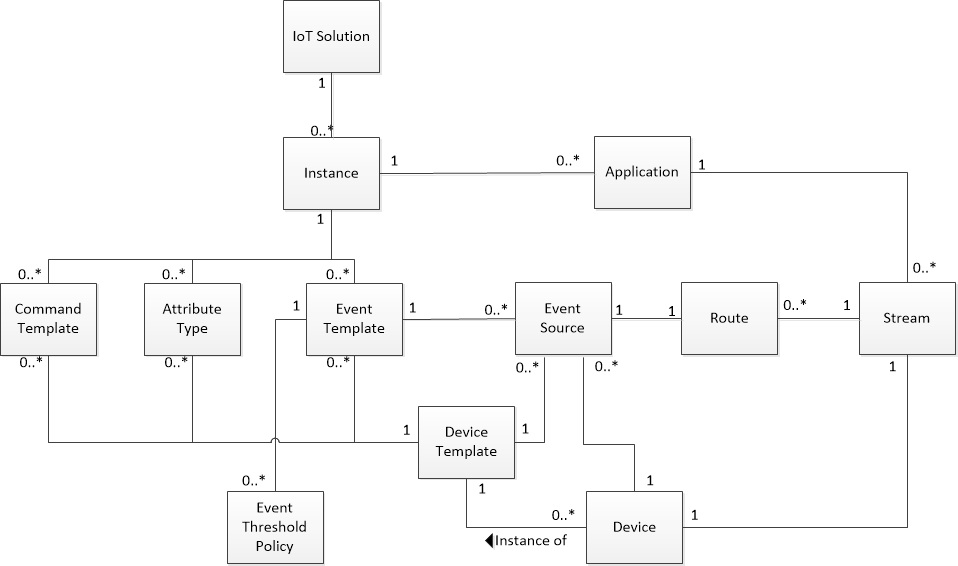 IoT Solution
1
0..*
Instance
1
0..*
Application
1
1
0..*
0..*
0..*
0..*
Command
Template
Attribute
Type
1
Event
Template
1
0..*
Event
Source
1
1
Route
0..*
1
Stream
0..*
0..*
0..*
0..*
0..*
1
1
Device
Template
1
0..*
1
1
Event
Threshold
Policy
0..*
Device
1
Instance of